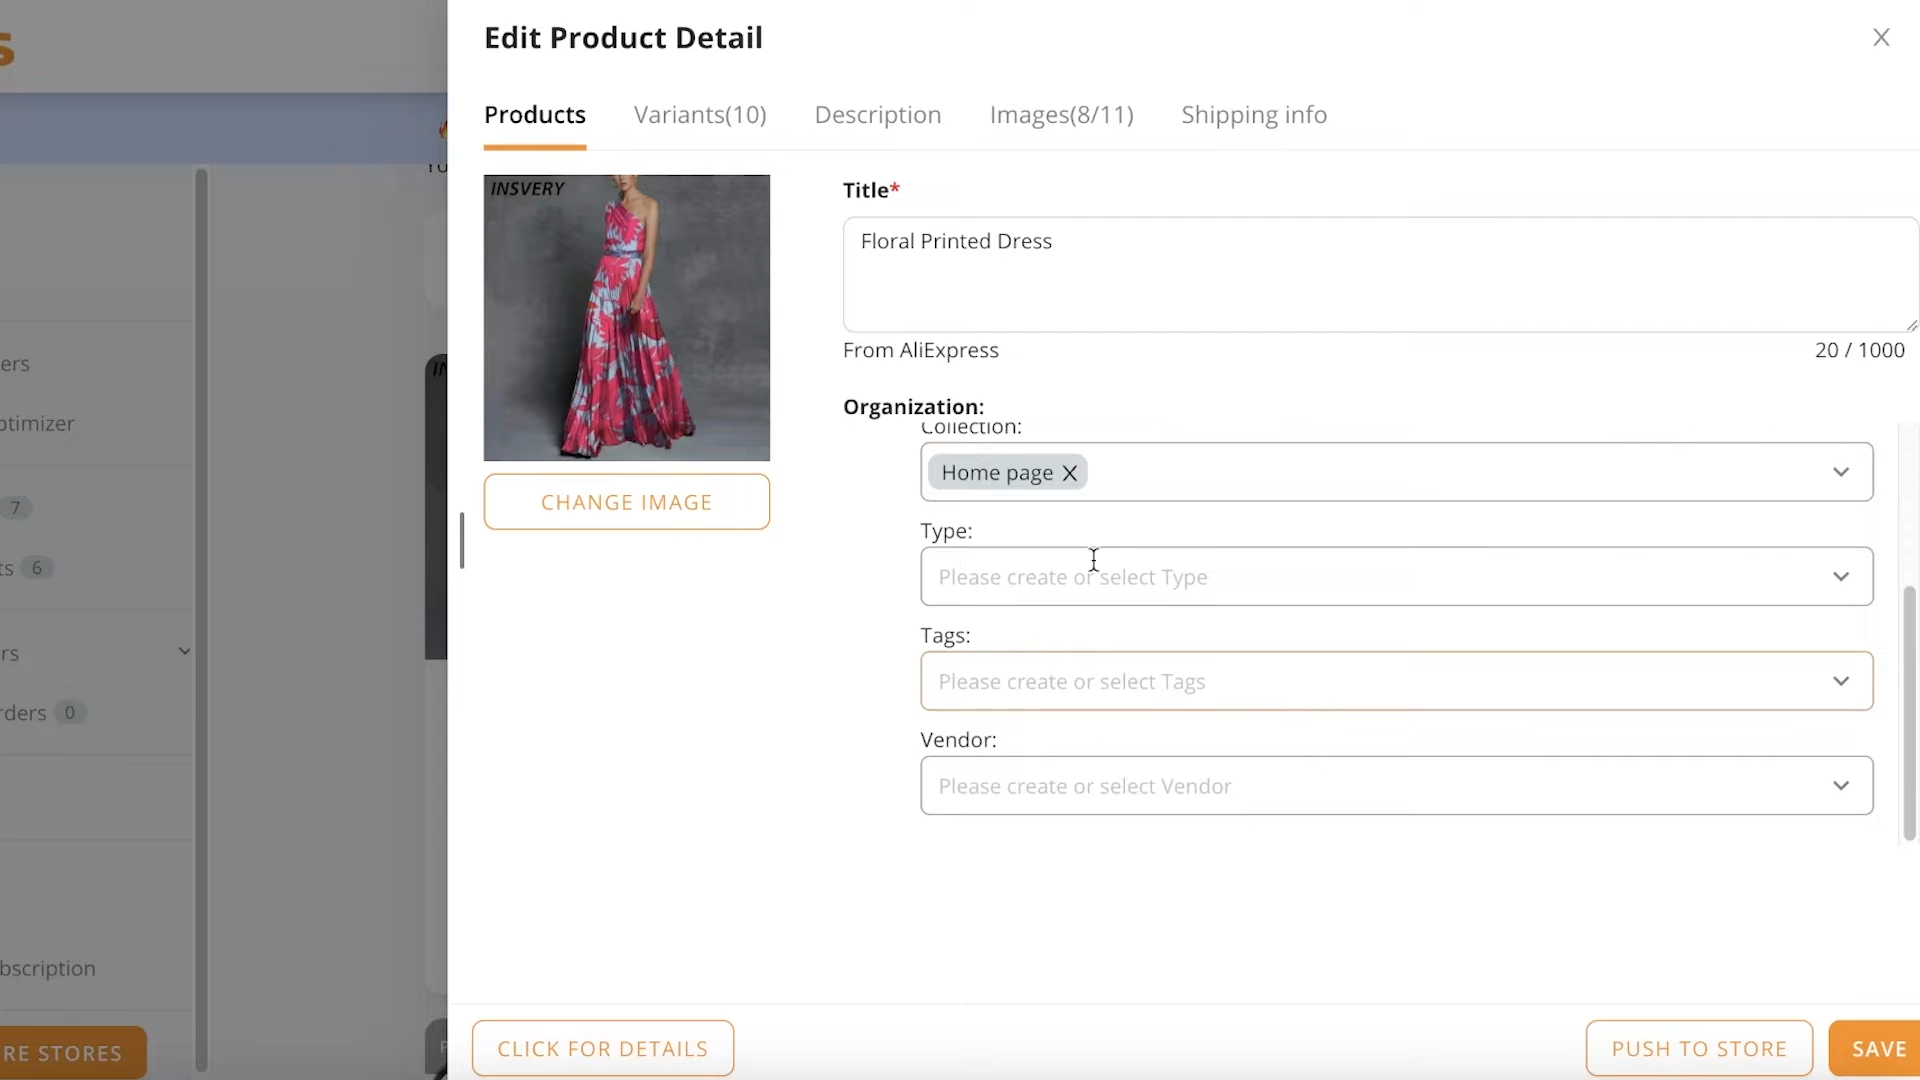 Edit Product Detail
Products Variants(10) Description Images(8/11) Shipping info
INSVERY
CHANGE IMAGE
Title*
Floral Printed Dress
From AliExpress 20 / 1000
Organization:
Collection:
Home page
Type:
Please create or select Type
Tags:
Please create or select Tags
Vendor:
Please create or select Vendor
CLICK FOR DETAILS PUSH TO STORE SAVE
s
ers
ptimizer
7
ts 6
rs
rders 0
bscription
RE STORES